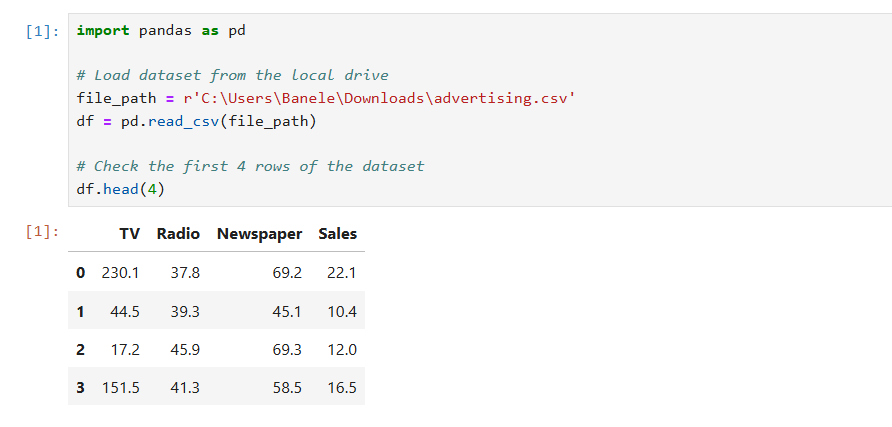 [1]: import pandas as pd
# Load dataset from the local drive
file_path = r'C:\Users\Banele\Downloads\advertising.csv'
df = pd.read_csv(file_path)
# Check the first 4 rows of the dataset
df.head(4)
[1]: TV Radio Newspaper Sales
0 230.1 37.8 69.2 22.1
1 44.5 39.3 45.1 10.4
2 17.2 45.9 69.3 12.0
3 151.5 41.3 58.5 16.5